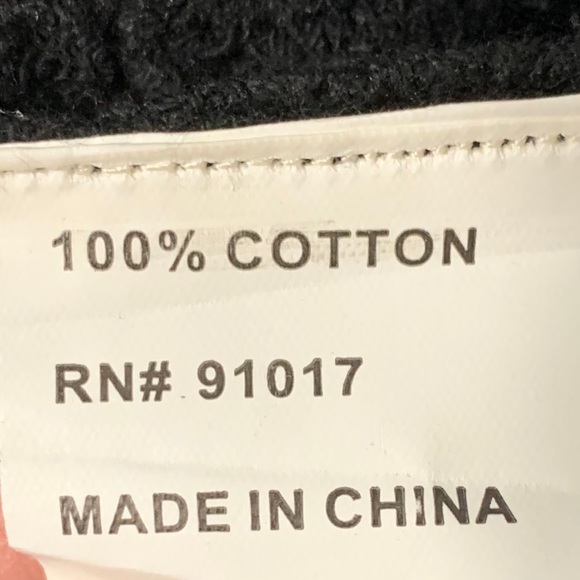 100% COTTON
RN# 91017
MADE IN CHINA